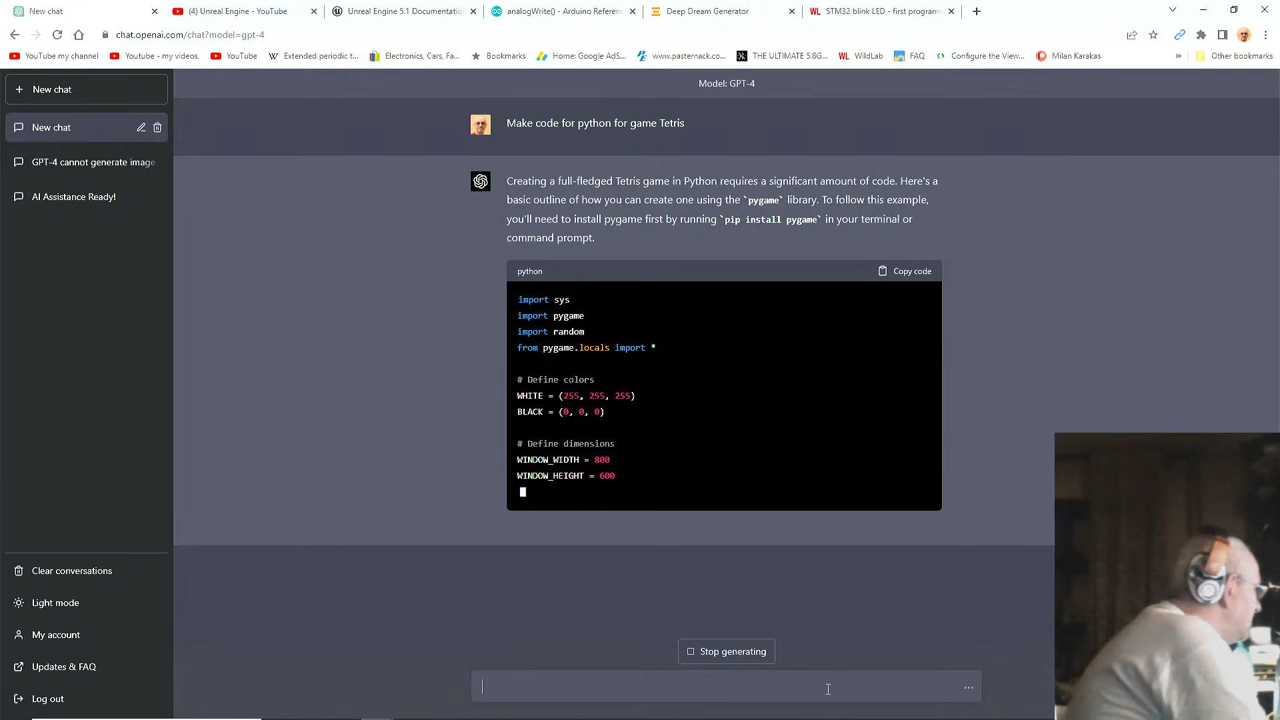 New chat
(4) Unreal Engine - YouTube
Unreal Engine 5.1 Documentatio
analogWrite() - Arduino Referenc
Deep Dream Generator
STM32 blink LED - first program
chat.openai.com/chat?model=gpt-4
YouTube my channel
Youtube - my videos.
YouTube
Extended periodic t
Electronics, Cars, Fa...
Bookmarks
Home: Google AdS...
www.pasternack.co...
THE ULTIMATE 5.8G...
WildLab
FAQ
Configure the View...
Milan Karakas
»
Other bookmarks
+ New chat
Model: GPT-4
New chat
GPT-4 cannot generate image
AI Assistance Ready!
Make code for python for game Tetris
Creating a full-fledged Tetris game in Python requires a significant amount of code. Here's a
basic outline of how you can create one using the `pygame` library. To follow this example,
you'll need to install pygame first by running `pip install pygame` in your terminal or
command prompt.
python
Copy code
import sys
import pygame
import random
from pygame.locals import *
# Define colors
WHITE = (255, 255, 255)
BLACK = (0, 0, 0)
# Define dimensions
WINDOW_WIDTH = 800
WINDOW_HEIGHT = 600
Clear conversations
Light mode
My account
Updates & FAQ
Log out
Stop generating